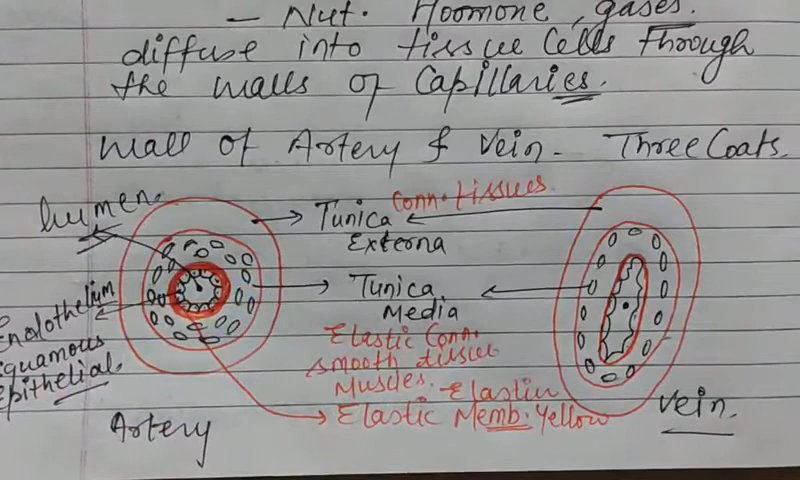 — Nut. Hoormone, gases.
diffuse into tissue Cells Through
the walls of Capillaries.
Wall of Artery & Vein - Three Coats.
Lumen.
Tunica Conn. tissues.
Externa
Tunica
Media
Endothelium
Squamous
Epithelial.
Elastic Conn.
smooth tissue
Muscles. - Elastin
Elastic Memb. Yellow
Artery
Vein.